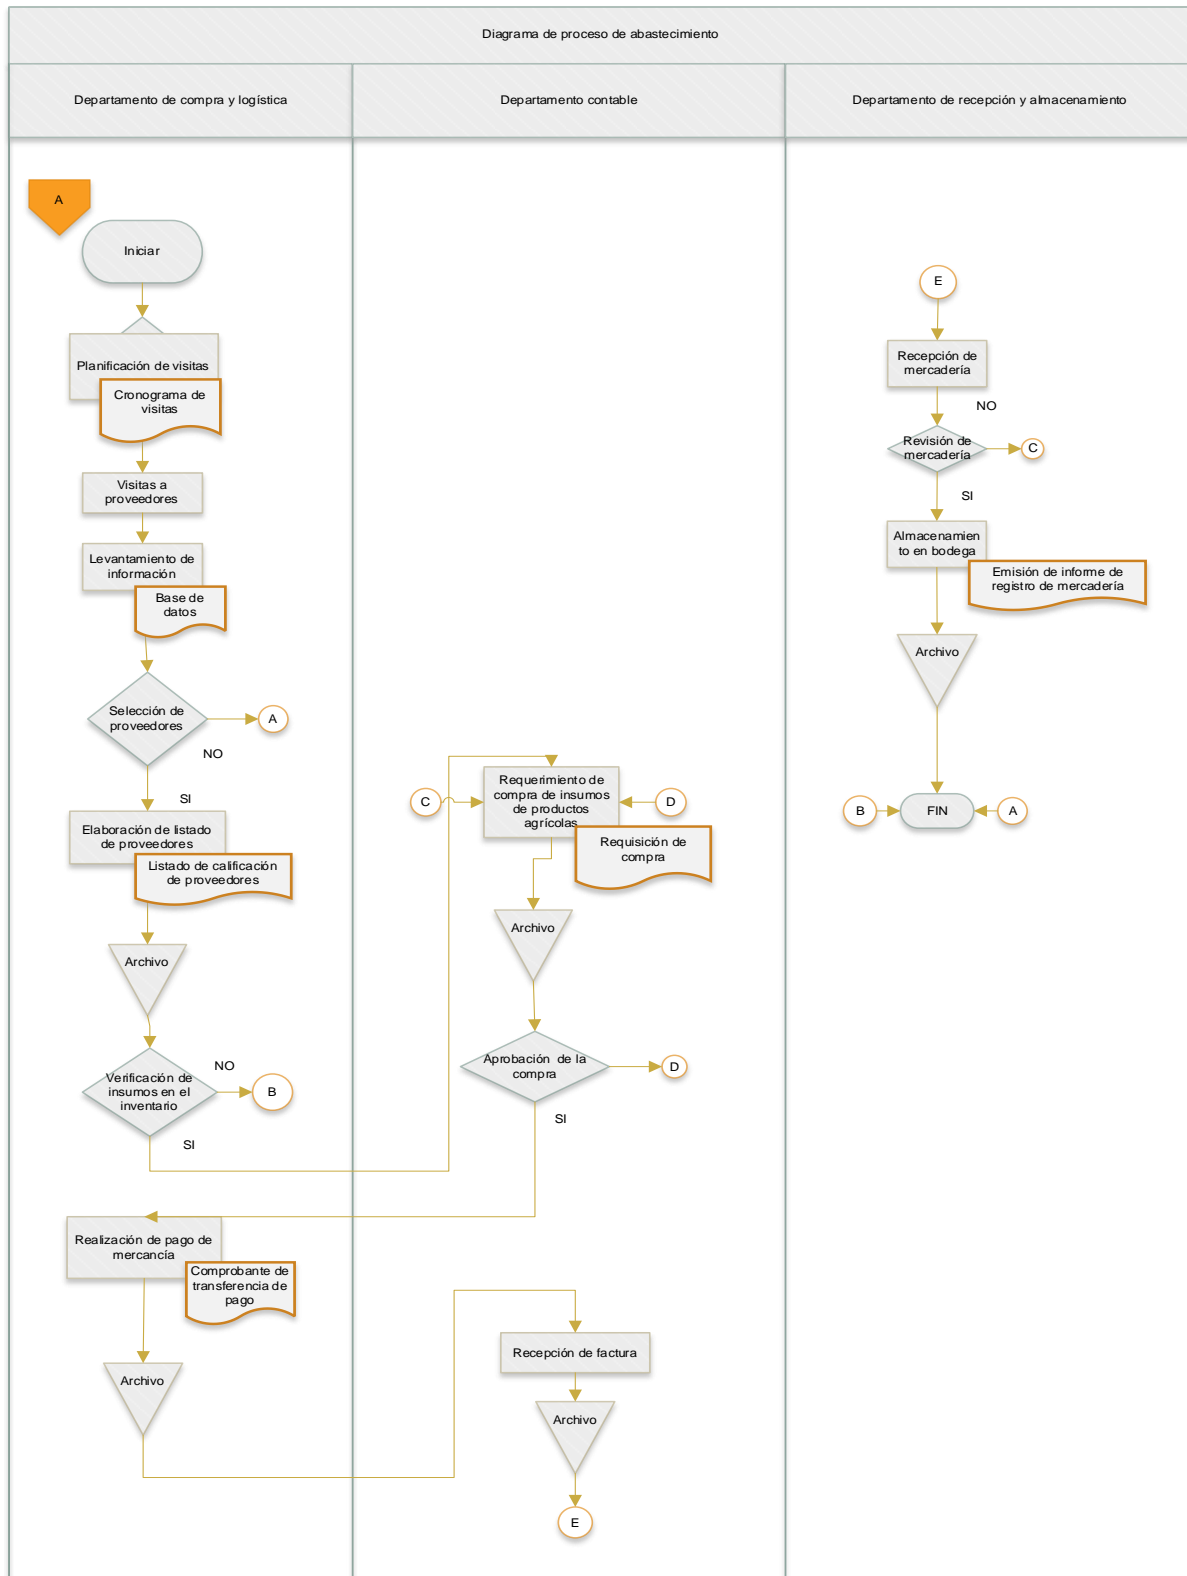 Diagrama de proceso de abastecimiento
Departamento de compra y logística
Departamento contable
Departamento de recepción y almacenamiento
A
Iniciar
Planificación de visitas
Cronograma de
visitas
Visitas a
proveedores
Levantamiento de
información
Base de
datos
Selección de
proveedores
A
NO
SI
Elaboración de listado
de proveedores
Listado de calificación
de proveedores
Archivo
Verificación de
insumos en el
inventario
NO
B
SI
Realización de pago de
mercancía
Comprobante de
transferencia de
pago
Archivo
C
Requerimiento de
compra de insumos
de productos
agrícolas
D
Requisición de
compra
Archivo
Aprobación de la
compra
D
SI
Recepción de factura
Archivo
E
E
Recepción de
mercadería
NO
Revisión de
mercadería
C
SI
Almacenamien
to en bodega
Emisión de informe de
registro de mercadería
Archivo
B
FIN
A